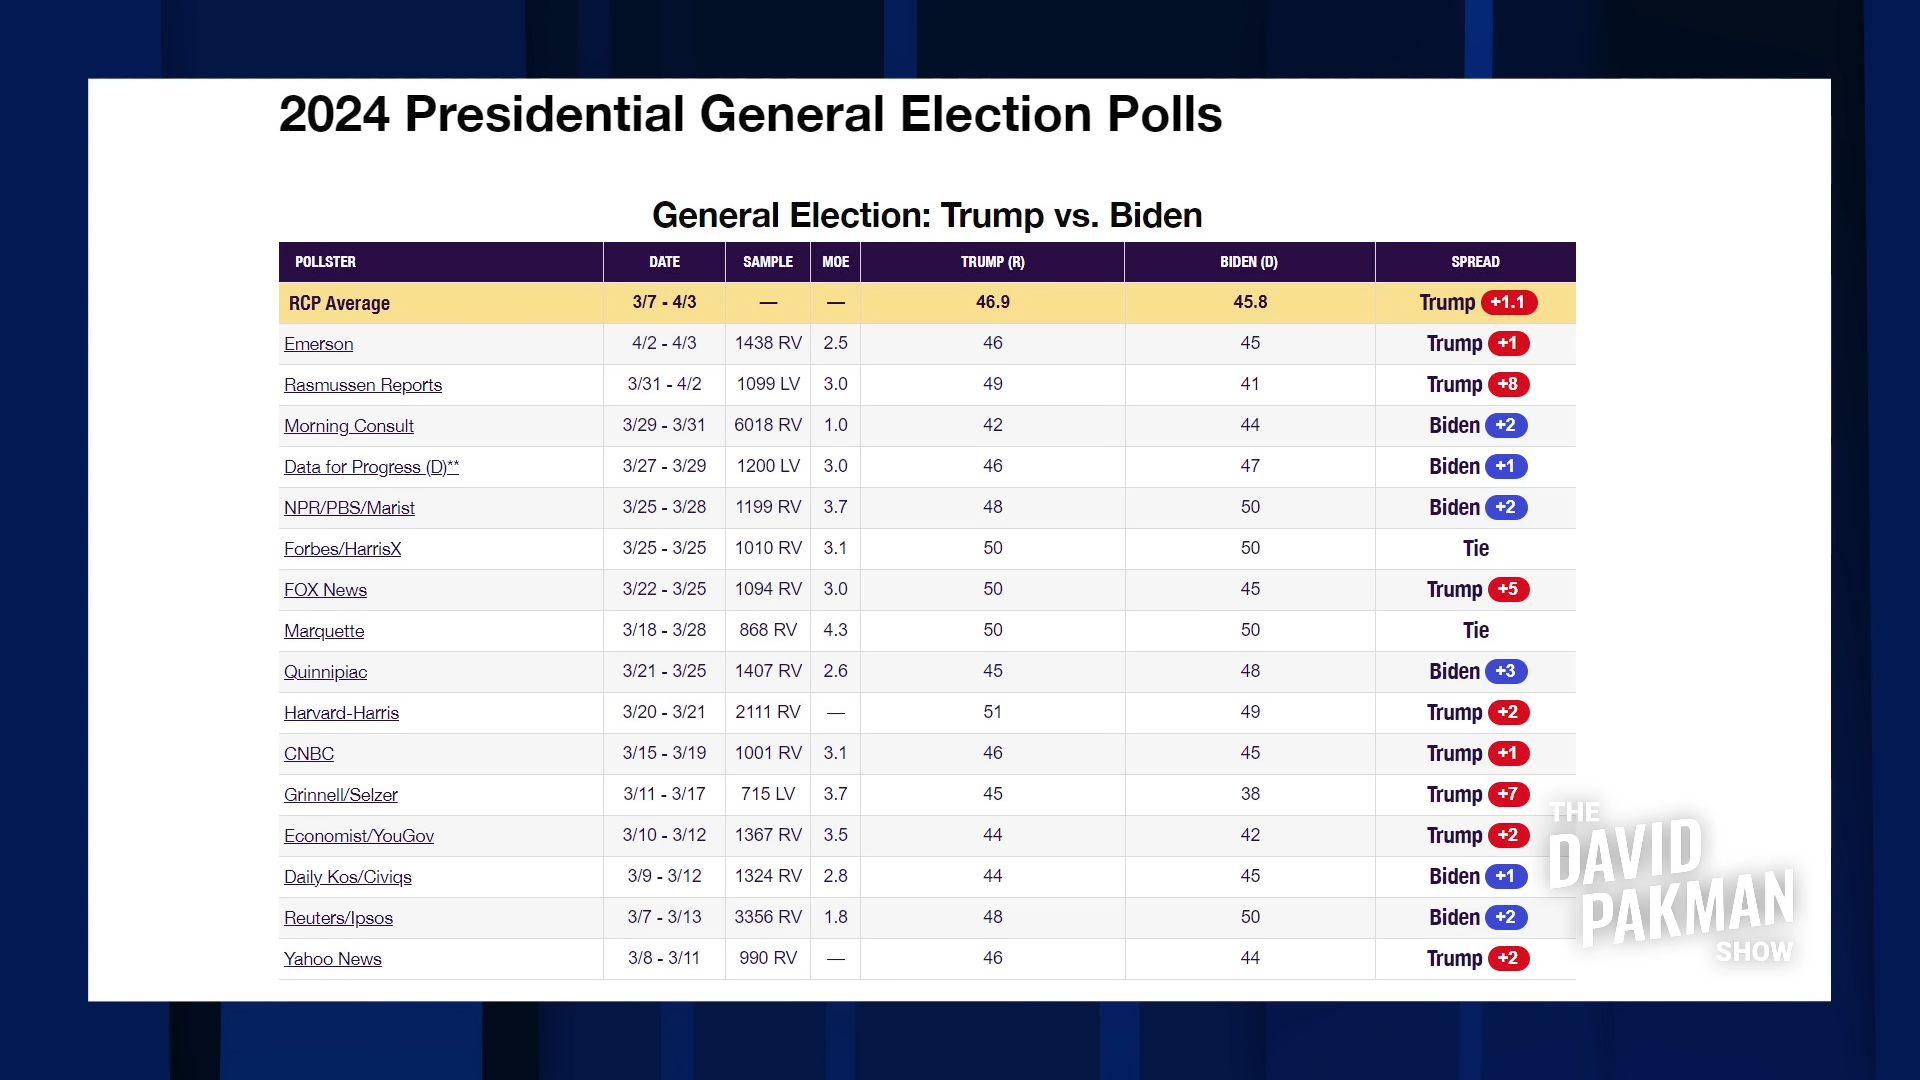 2024 Presidential General Election Polls
General Election: Trump vs. Biden
POLLSTER DATE SAMPLE MOE TRUMP (R) BIDEN (D) SPREAD
RCP Average 3/7 - 4/3 — — 46.9 45.8 Trump +1.1
Emerson 4/2 - 4/3 1438 RV 2.5 46 45 Trump +1
Rasmussen Reports 3/31 - 4/2 1099 LV 3.0 49 41 Trump +8
Morning Consult 3/29 - 3/31 6018 RV 1.0 42 44 Biden +2
Data for Progress (D)** 3/27 - 3/29 1200 LV 3.0 46 47 Biden +1
NPR/PBS/Marist 3/25 - 3/28 1199 RV 3.7 48 50 Biden +2
Forbes/HarrisX 3/25 - 3/25 1010 RV 3.1 50 50 Tie
FOX News 3/22 - 3/25 1094 RV 3.0 50 45 Trump +5
Marquette 3/18 - 3/28 868 RV 4.3 50 50 Tie
Quinnipiac 3/21 - 3/25 1407 RV 2.6 45 48 Biden +3
Harvard-Harris 3/20 - 3/21 2111 RV — 51 49 Trump +2
CNBC 3/15 - 3/19 1001 RV 3.1 46 45 Trump +1
Grinnell/Selzer 3/11 - 3/17 715 LV 3.7 45 38 Trump +7
Economist/YouGov 3/10 - 3/12 1367 RV 3.5 44 42 Trump +2
Daily Kos/Civiqs 3/9 - 3/12 1324 RV 2.8 44 45 Biden +1
Reuters/Ipsos 3/7 - 3/13 3356 RV 1.8 48 50 Biden +2
Yahoo News 3/8 - 3/11 990 RV — 46 44 Trump +2
THE
DAVID
PAKMAN
SHOW